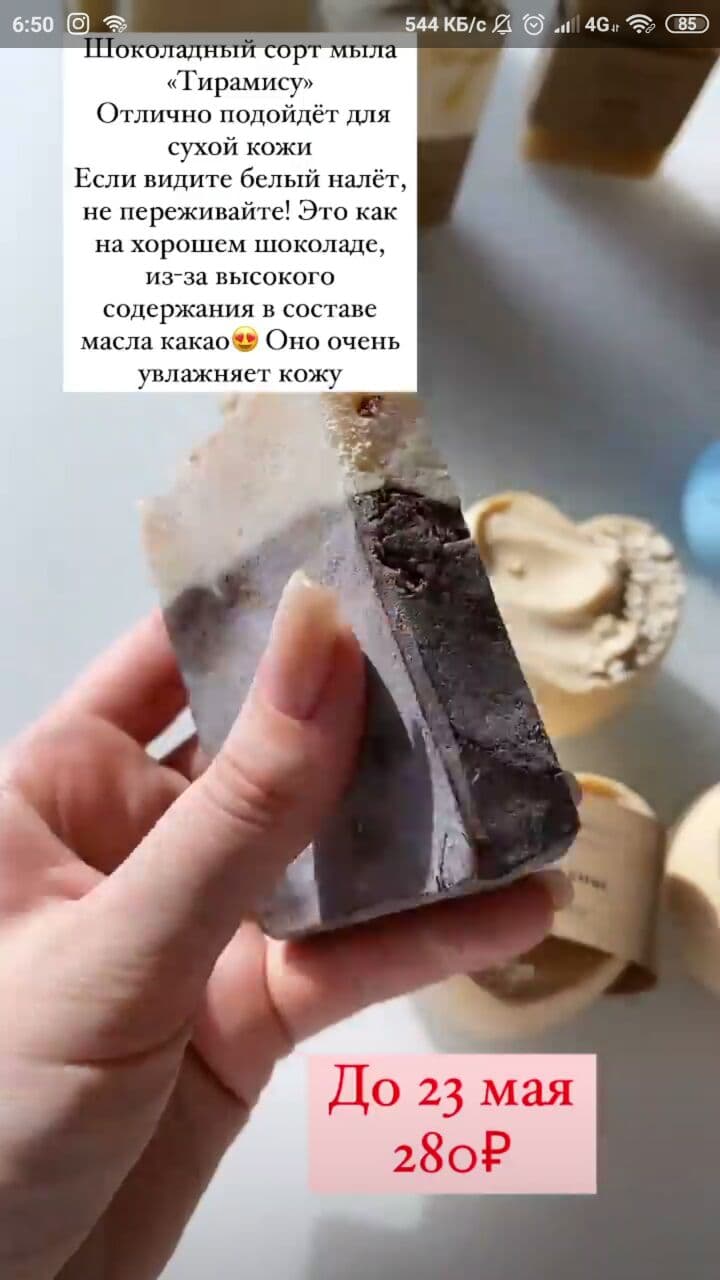 6:50
544 КБ/с
4G
85
Шоколадный сорт мыла
«Тирамису»
Отлично подойдёт для
сухой кожи
Если видите белый налёт,
не переживайте! Это как
на хорошем шоколаде,
из-за высокого
содержания в составе
масла какао😍 Оно очень
увлажняет кожу
До 23 мая
280₽